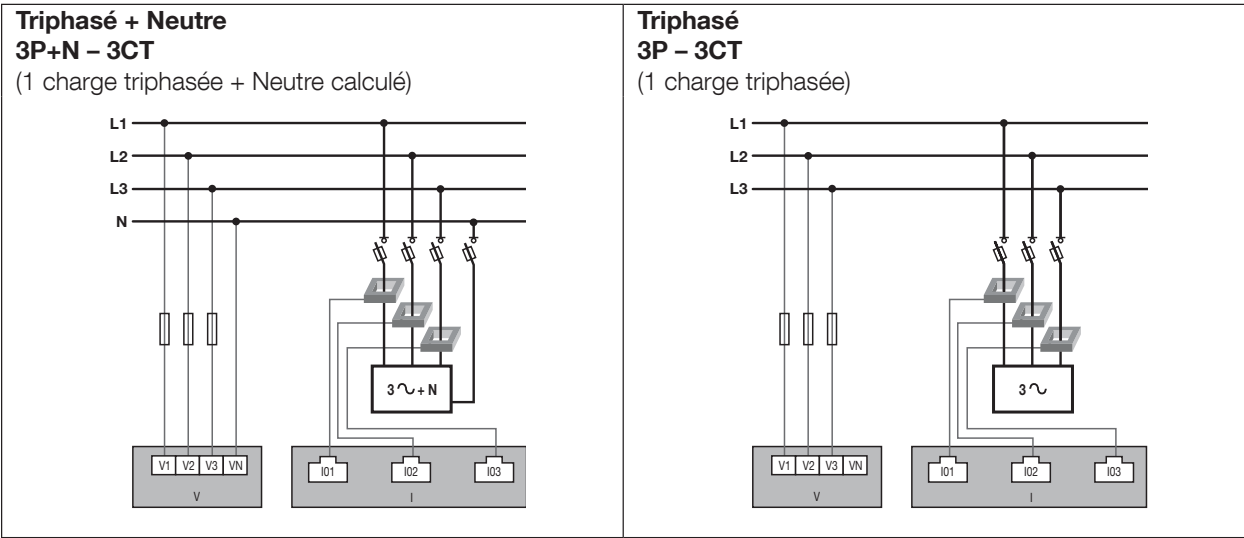 Triphasé + Neutre
3P+N – 3CT
(1 charge triphasée + Neutre calculé)
L1
L2
L3
N
3 ∿ + N
V1 V2 V3 VN
V
I01 I02 I03
I
Triphasé
3P – 3CT
(1 charge triphasée)
L1
L2
L3
3 ∿
V1 V2 V3 VN
V
I01 I02 I03
I